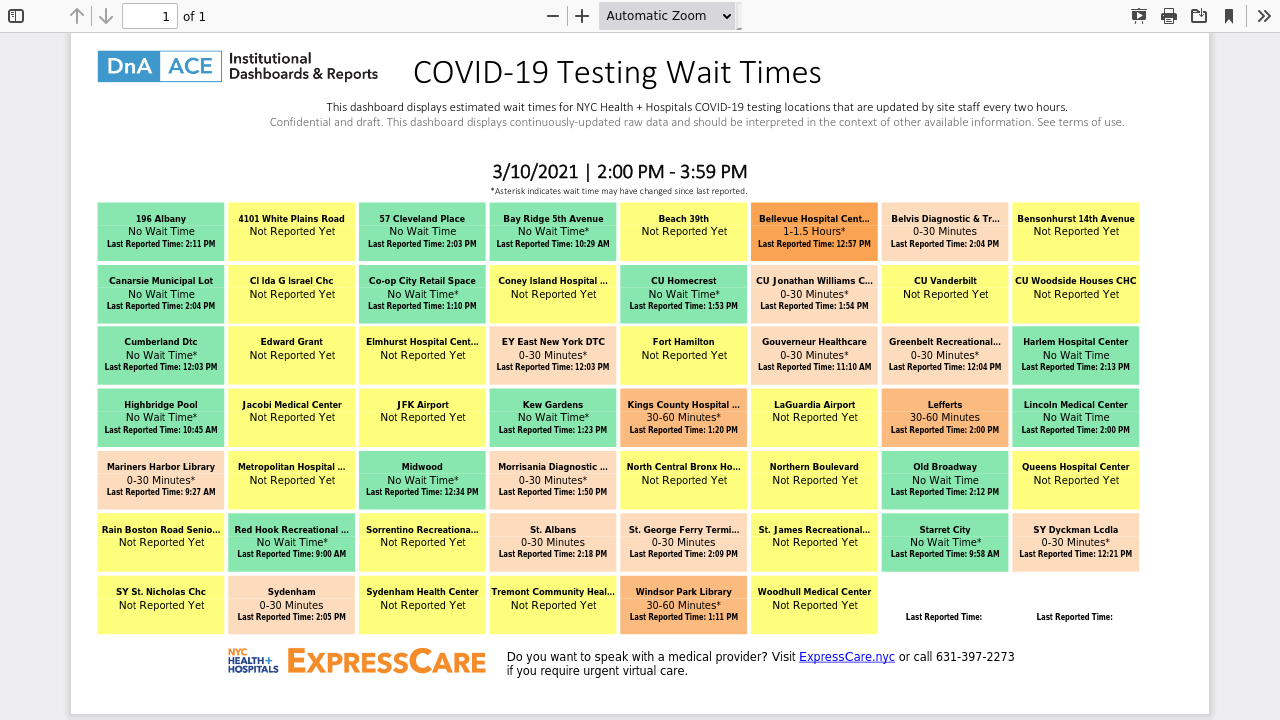 1 of 1
Automatic Zoom
DnA ACE Institutional
Dashboards & Reports
COVID-19 Testing Wait Times
This dashboard displays estimated wait times for NYC Health + Hospitals COVID-19 testing locations that are updated by site staff every two hours.
Confidential and draft. This dashboard displays continuously-updated raw data and should be interpreted in the context of other available information. See terms of use.
3/10/2021 | 2:00 PM - 3:59 PM
*Asterisk indicates wait time may have changed since last reported.
196 Albany
No Wait Time
Last Reported Time: 2:11 PM
4101 White Plains Road
Not Reported Yet
57 Cleveland Place
No Wait Time
Last Reported Time: 2:03 PM
Bay Ridge 5th Avenue
No Wait Time*
Last Reported Time: 10:29 AM
Beach 39th
Not Reported Yet
Bellevue Hospital Cent...
1-1.5 Hours*
Last Reported Time: 12:57 PM
Belvis Diagnostic & Tr...
0-30 Minutes
Last Reported Time: 2:04 PM
Bensonhurst 14th Avenue
Not Reported Yet
Canarsie Municipal Lot
No Wait Time
Last Reported Time: 2:04 PM
CI Ida G Israel Chc
Not Reported Yet
Co-op City Retail Space
No Wait Time*
Last Reported Time: 1:10 PM
Coney Island Hospital ...
Not Reported Yet
CU Homecrest
No Wait Time*
Last Reported Time: 1:53 PM
CU Jonathan Williams C...
0-30 Minutes*
Last Reported Time: 1:54 PM
CU Vanderbilt
Not Reported Yet
CU Woodside Houses CHC
Not Reported Yet
Cumberland Dtc
No Wait Time*
Last Reported Time: 12:03 PM
Edward Grant
Not Reported Yet
Elmhurst Hospital Cent...
Not Reported Yet
EY East New York DTC
0-30 Minutes*
Last Reported Time: 12:03 PM
Fort Hamilton
Not Reported Yet
Gouverneur Healthcare
0-30 Minutes*
Last Reported Time: 11:10 AM
Greenbelt Recreational...
0-30 Minutes*
Last Reported Time: 12:04 PM
Harlem Hospital Center
No Wait Time
Last Reported Time: 2:13 PM
Highbridge Pool
No Wait Time*
Last Reported Time: 10:45 AM
Jacobi Medical Center
Not Reported Yet
JFK Airport
Not Reported Yet
Kew Gardens
No Wait Time*
Last Reported Time: 1:23 PM
Kings County Hospital ...
30-60 Minutes*
Last Reported Time: 1:20 PM
LaGuardia Airport
Not Reported Yet
Lefferts
30-60 Minutes
Last Reported Time: 2:00 PM
Lincoln Medical Center
No Wait Time
Last Reported Time: 2:00 PM
Mariners Harbor Library
0-30 Minutes*
Last Reported Time: 9:27 AM
Metropolitan Hospital ...
Not Reported Yet
Midwood
No Wait Time*
Last Reported Time: 12:34 PM
Morrisania Diagnostic ...
0-30 Minutes*
Last Reported Time: 1:50 PM
North Central Bronx Ho...
Not Reported Yet
Northern Boulevard
Not Reported Yet
Old Broadway
No Wait Time
Last Reported Time: 2:12 PM
Queens Hospital Center
Not Reported Yet
Rain Boston Road Senio...
Not Reported Yet
Red Hook Recreational ...
No Wait Time*
Last Reported Time: 9:00 AM
Sorrentino Recreationa...
Not Reported Yet
St. Albans
0-30 Minutes
Last Reported Time: 2:18 PM
St. George Ferry Termi...
0-30 Minutes
Last Reported Time: 2:09 PM
St. James Recreational...
Not Reported Yet
Starret City
No Wait Time*
Last Reported Time: 9:58 AM
SY Dyckman Lcdla
0-30 Minutes*
Last Reported Time: 12:21 PM
SY St. Nicholas Chc
Not Reported Yet
Sydenham
0-30 Minutes
Last Reported Time: 2:05 PM
Sydenham Health Center
Not Reported Yet
Tremont Community Heal...
Not Reported Yet
Windsor Park Library
30-60 Minutes*
Last Reported Time: 1:11 PM
Woodhull Medical Center
Not Reported Yet
Last Reported Time:
Last Reported Time:
NYC
HEALTH+
HOSPITALS
EXPRESSCARE
Do you want to speak with a medical provider? Visit ExpressCare.nyc or call 631-397-2273
if you require urgent virtual care.